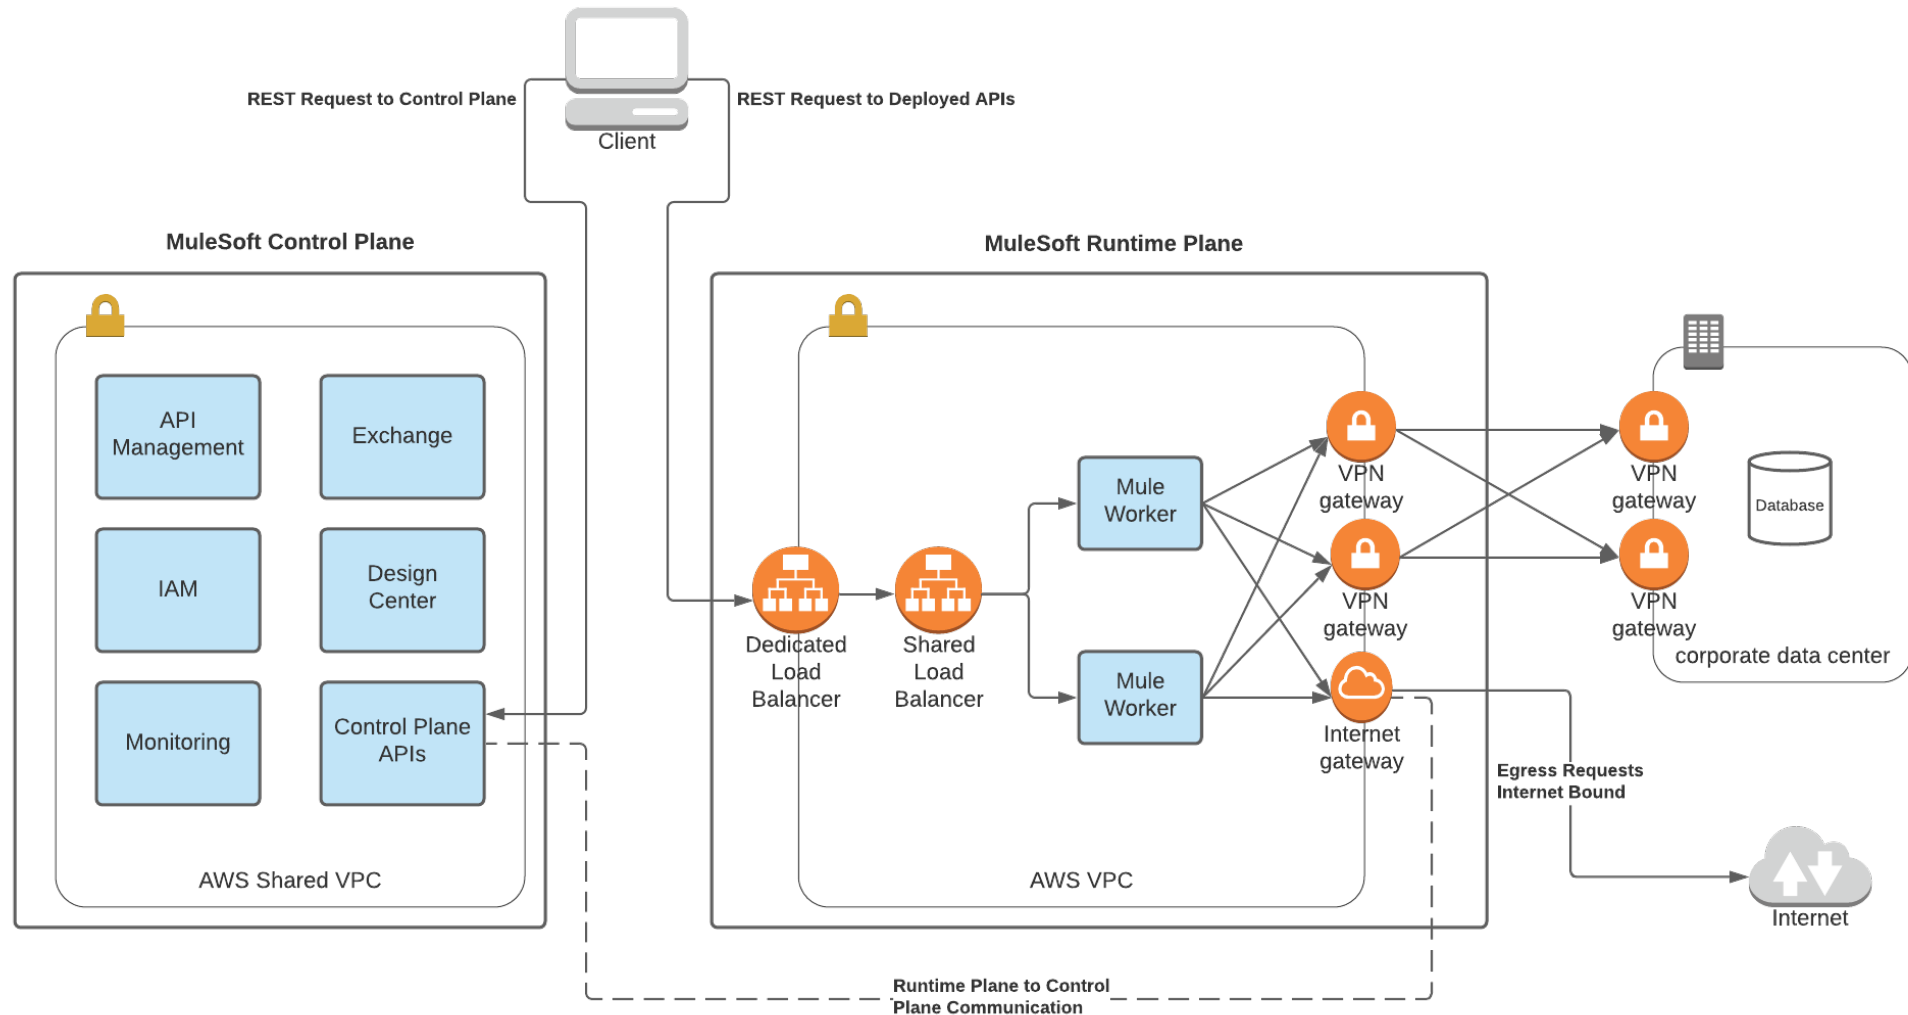 REST Request to Control Plane
REST Request to Deployed APIs
Client
MuleSoft Control Plane
API
Management
Exchange
IAM
Design
Center
Monitoring
Control Plane
APIs
AWS Shared VPC
MuleSoft Runtime Plane
Dedicated
Load
Balancer
Shared
Load
Balancer
Mule
Worker
Mule
Worker
VPN
gateway
VPN
gateway
Internet
gateway
AWS VPC
VPN
gateway
VPN
gateway
Database
corporate data center
Egress Requests
Internet Bound
Internet
Runtime Plane to Control
Plane Communication